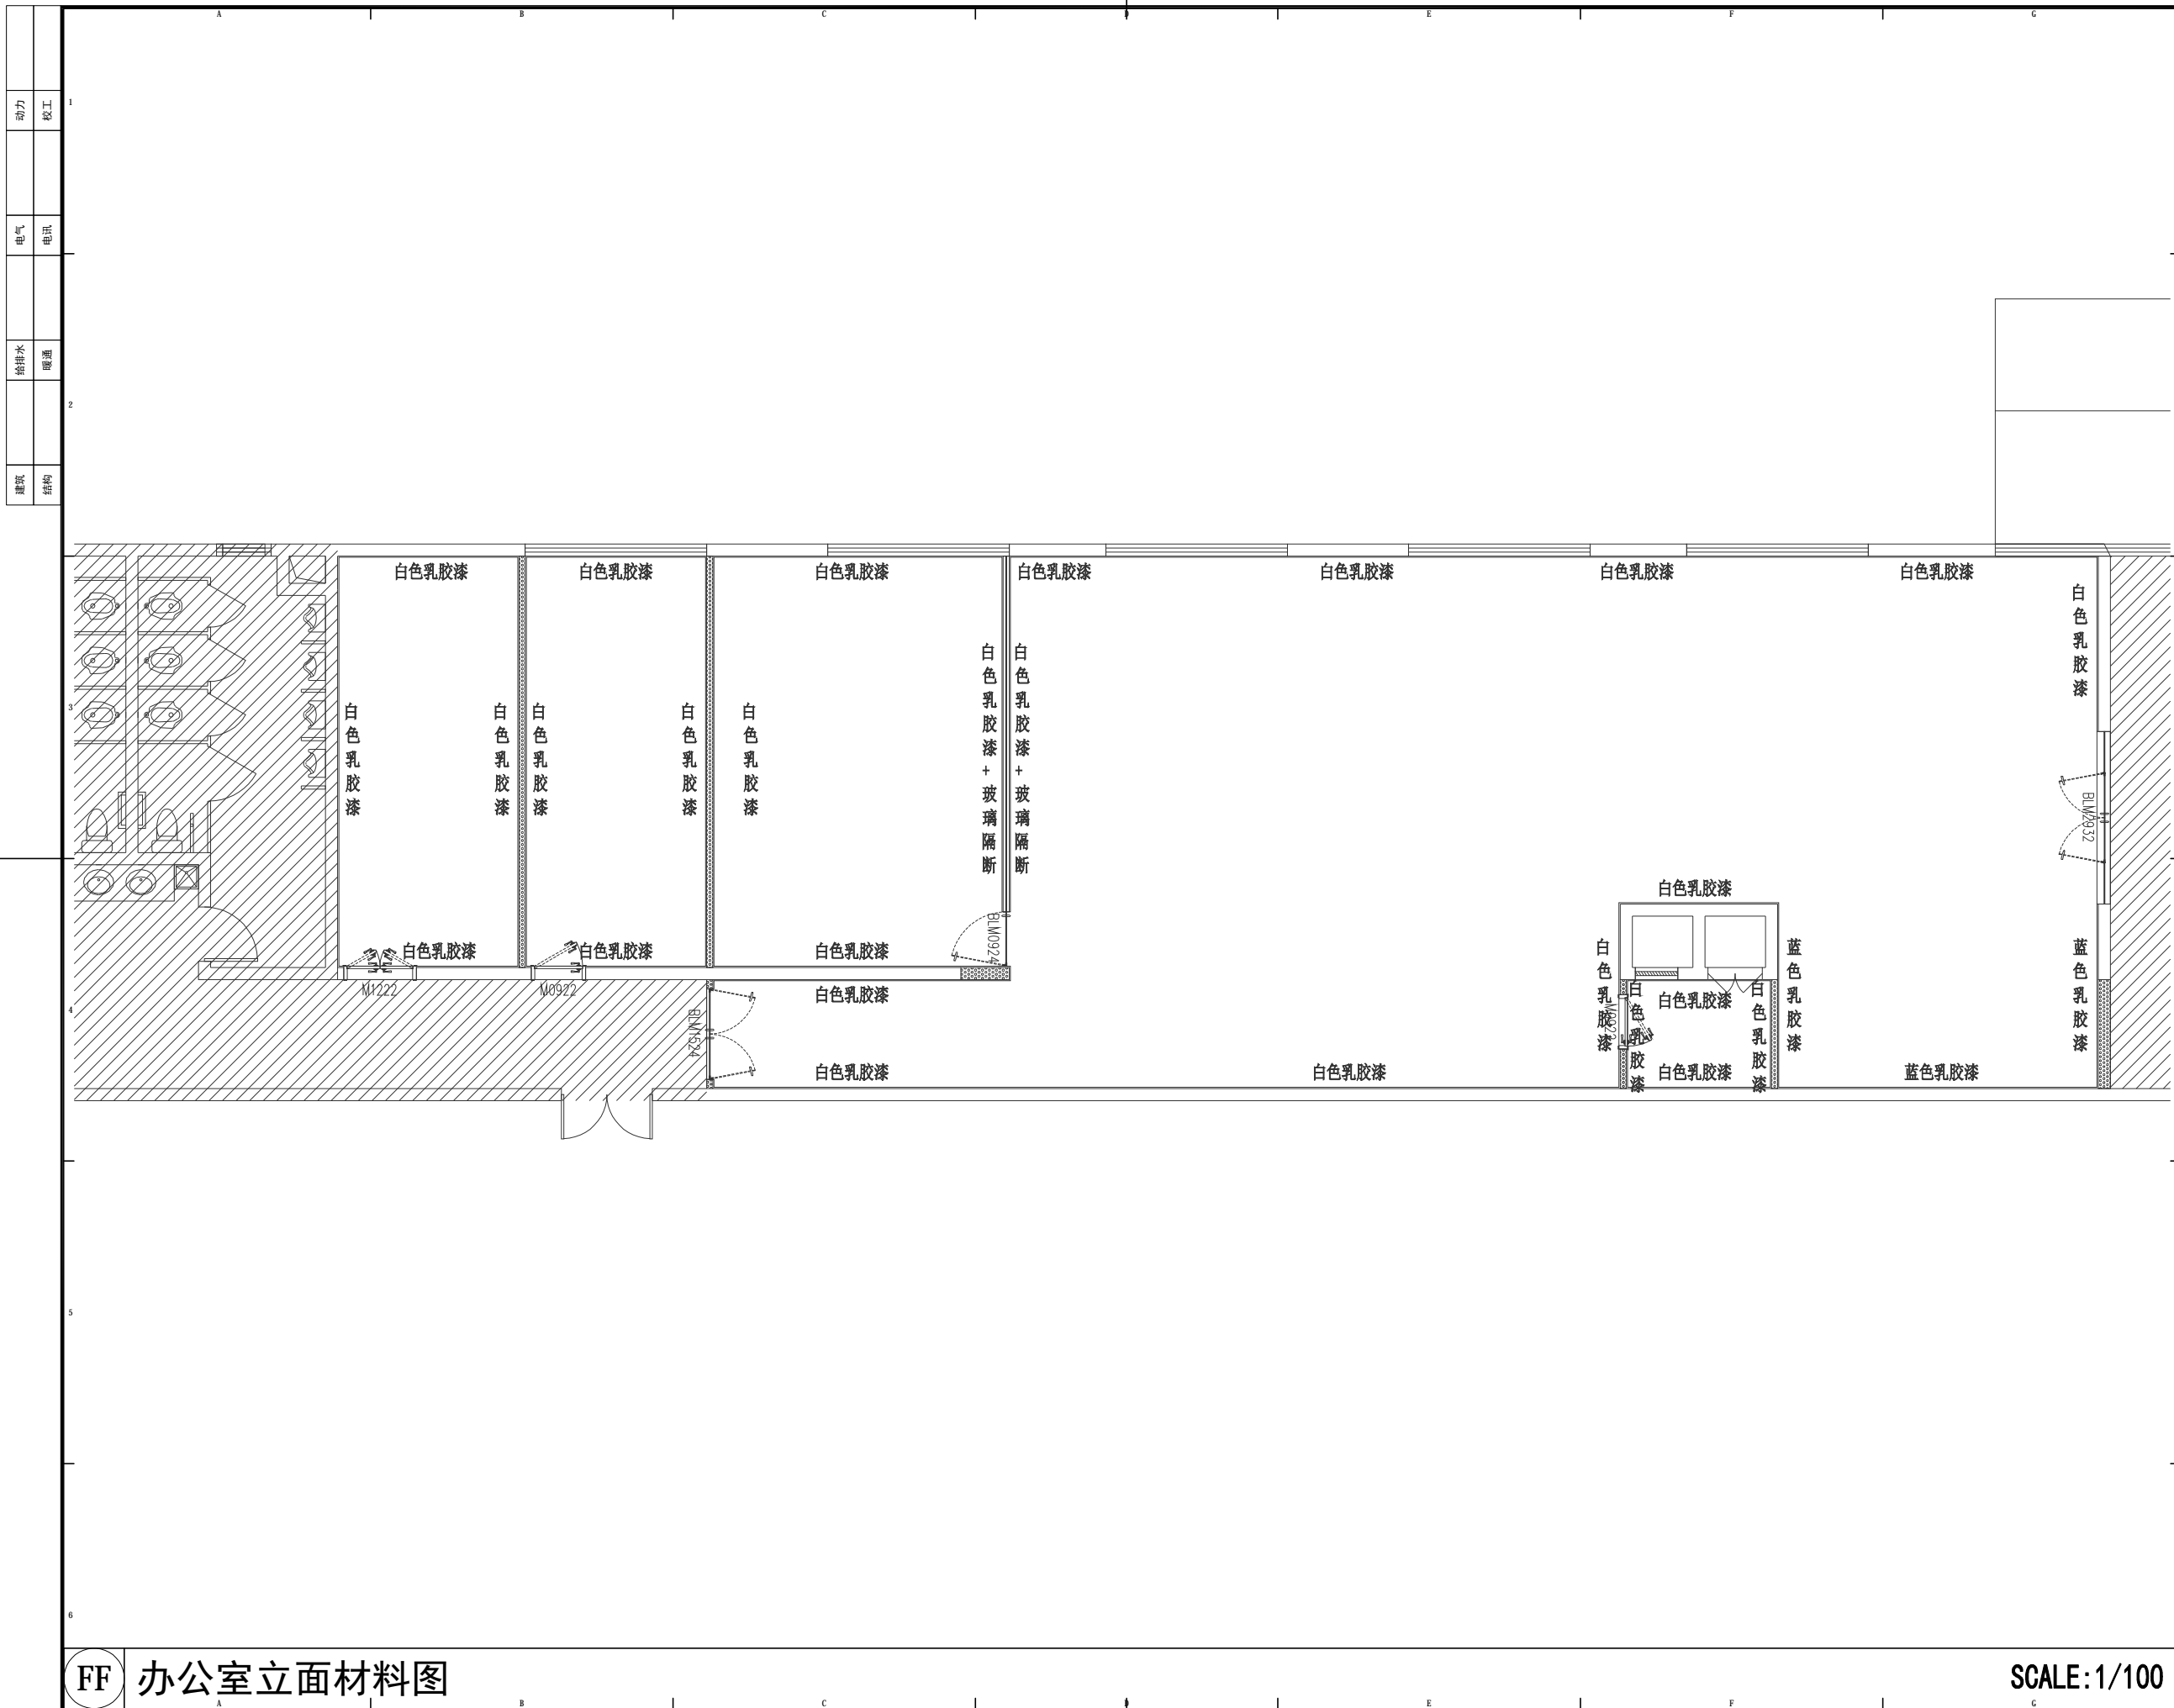 A B C D E F G
动力 校工
1
电气 电讯
给排水 暖通
2
建筑 结构
白色乳胶漆 白色乳胶漆 白色乳胶漆 白色乳胶漆 白色乳胶漆 白色乳胶漆 白色乳胶漆
白色乳胶漆
白色乳胶漆+玻璃隔断
白色乳胶漆+玻璃隔断
3
白色乳胶漆
白色乳胶漆
白色乳胶漆
白色乳胶漆
白色乳胶漆
BLM2932
白色乳胶漆
BLM0924
白色乳胶漆 白色乳胶漆 白色乳胶漆
白色乳胶漆
蓝色乳胶漆
蓝色乳胶漆
M1222 M0922
白色乳胶漆 白色乳胶漆
白色乳胶漆
白色乳胶漆
M0922
4
BLM1524
白色乳胶漆 白色乳胶漆 白色乳胶漆 蓝色乳胶漆
5
6
FF 办公室立面材料图 SCALE:1/100
A B C D E F G